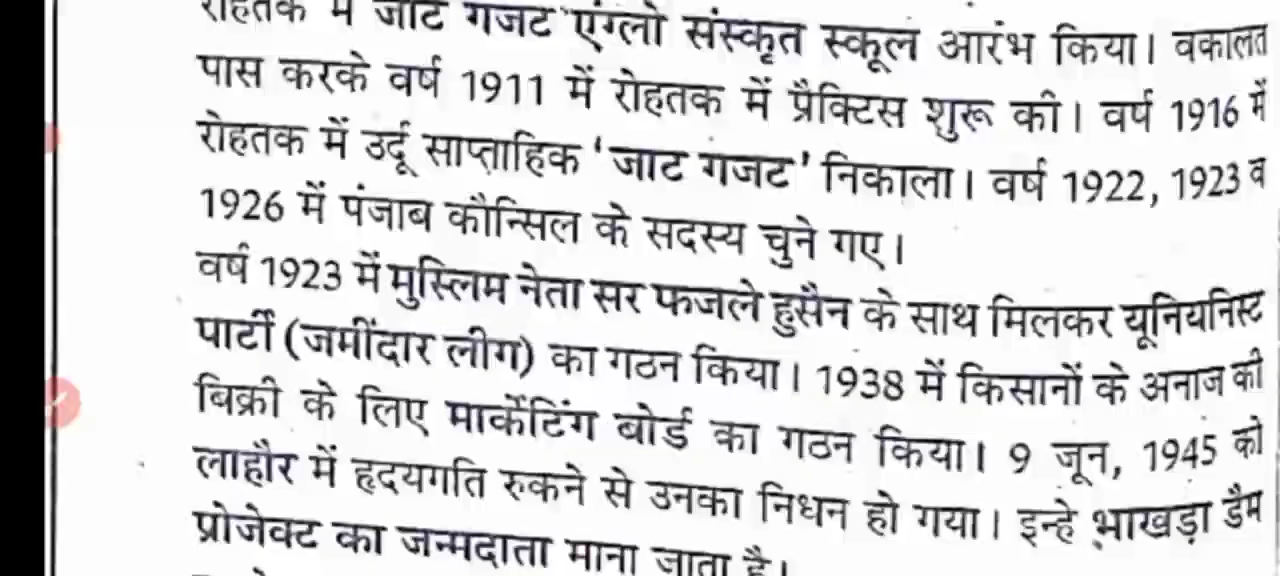 रोहतक में जाट गजट एंग्लो संस्कृत स्कूल आरंभ किया। वकालत
पास करके वर्ष 1911 में रोहतक में प्रैक्टिस शुरू की। वर्ष 1916 में
रोहतक में उर्दू साप्ताहिक 'जाट गजट' निकाला। वर्ष 1922, 1923 व
1926 में पंजाब कौन्सिल के सदस्य चुने गए।
वर्ष 1923 में मुस्लिम नेता सर फजले हुसैन के साथ मिलकर यूनियनिस्ट
पार्टी (जमींदार लीग) का गठन किया। 1938 में किसानों के अनाज की
बिक्री के लिए मार्केटिंग बोर्ड का गठन किया। 9 जून, 1945 को
लाहौर में हृदयगति रुकने से उनका निधन हो गया। इन्हे भाखड़ा डैम
प्रोजेक्ट का जन्मदाता माना जाता है।